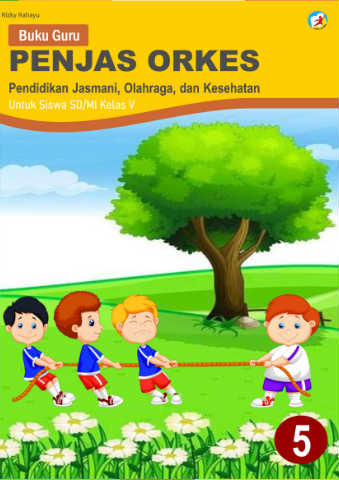 Rizky Rahayu
Buku Guru
PENJAS ORKES
Pendidikan Jasmani, Olahraga, dan Kesehatan
Untuk Siswa SD/MI Kelas V
5